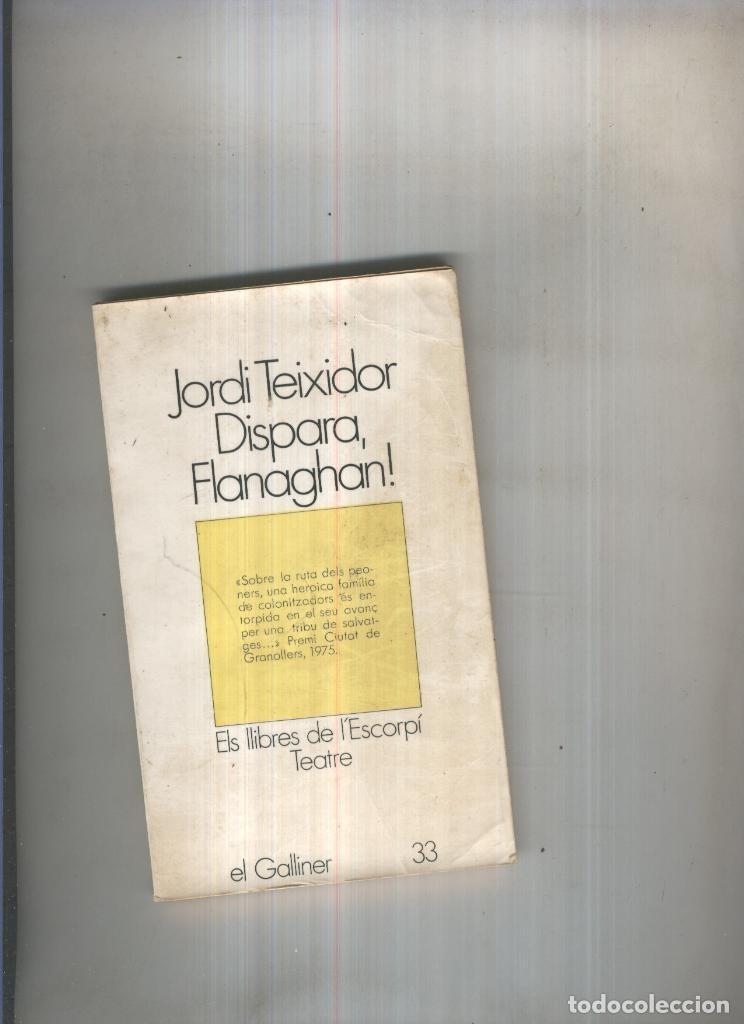 Jordi Teixidor
Dispara,
Flanaghan!
«Sobre la ruta dels peo-
ners, una heroica família
de colonitzadors és en-
torpida en el seu avanç
per una tribu de salvat-
ges...» Premi Ciutat de
Granollers, 1975.
Els llibres de l'Escorpí
Teatre
el Galliner 33
todocoleccion